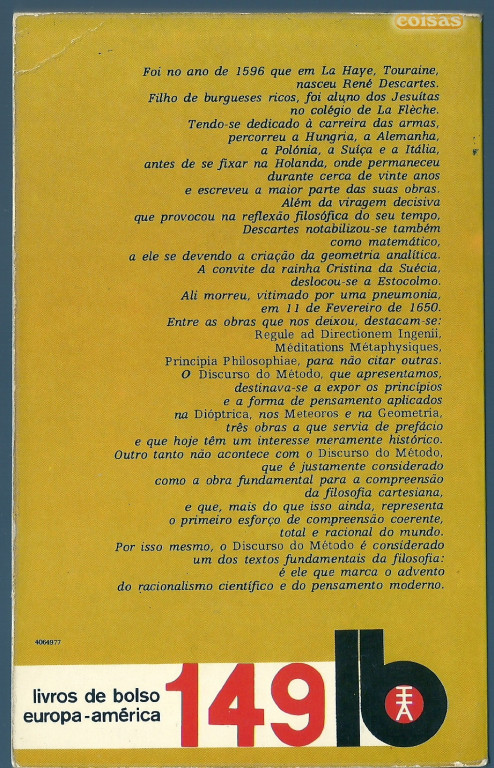 coisas
Foi no ano de 1596 que em La Haye, Touraine,
nasceu René Descartes.
Filho de burgueses ricos, foi aluno dos Jesuítas
no colégio de La Flèche.
Tendo-se dedicado à carreira das armas,
percorreu a Hungria, a Alemanha,
a Polónia, a Suíça e a Itália,
antes de se fixar na Holanda, onde permaneceu
durante cerca de vinte anos
e escreveu a maior parte das suas obras.
Além da viragem decisiva
que provocou na reflexão filosófica do seu tempo,
Descartes notabilizou-se também
como matemático,
a ele se devendo a criação da geometria analítica.
A convite da rainha Cristina da Suécia,
deslocou-se a Estocolmo.
Ali morreu, vitimado por uma pneumonia,
em 11 de Fevereiro de 1650.
Entre as obras que nos deixou, destacam-se:
Regule ad Directionem Ingenii,
Méditations Métaphysiques,
Principia Philosophiae, para não citar outras.
O Discurso do Método, que apresentamos,
destinava-se a expor os princípios
e a forma de pensamento aplicados
na Dióptrica, nos Meteoros e na Geometria,
três obras a que servia de prefácio
e que hoje têm um interesse meramente histórico.
Outro tanto não acontece com o Discurso do Método,
que é justamente considerado
como a obra fundamental para a compreensão
da filosofia cartesiana,
e que, mais do que isso ainda, representa
o primeiro esforço de compreensão coerente,
total e racional do mundo.
Por isso mesmo, o Discurso do Método é considerado
um dos textos fundamentais da filosofia:
é ele que marca o advento
do racionalismo científico e do pensamento moderno.
4064977
livros de bolso
europa-américa
149
lb
EA